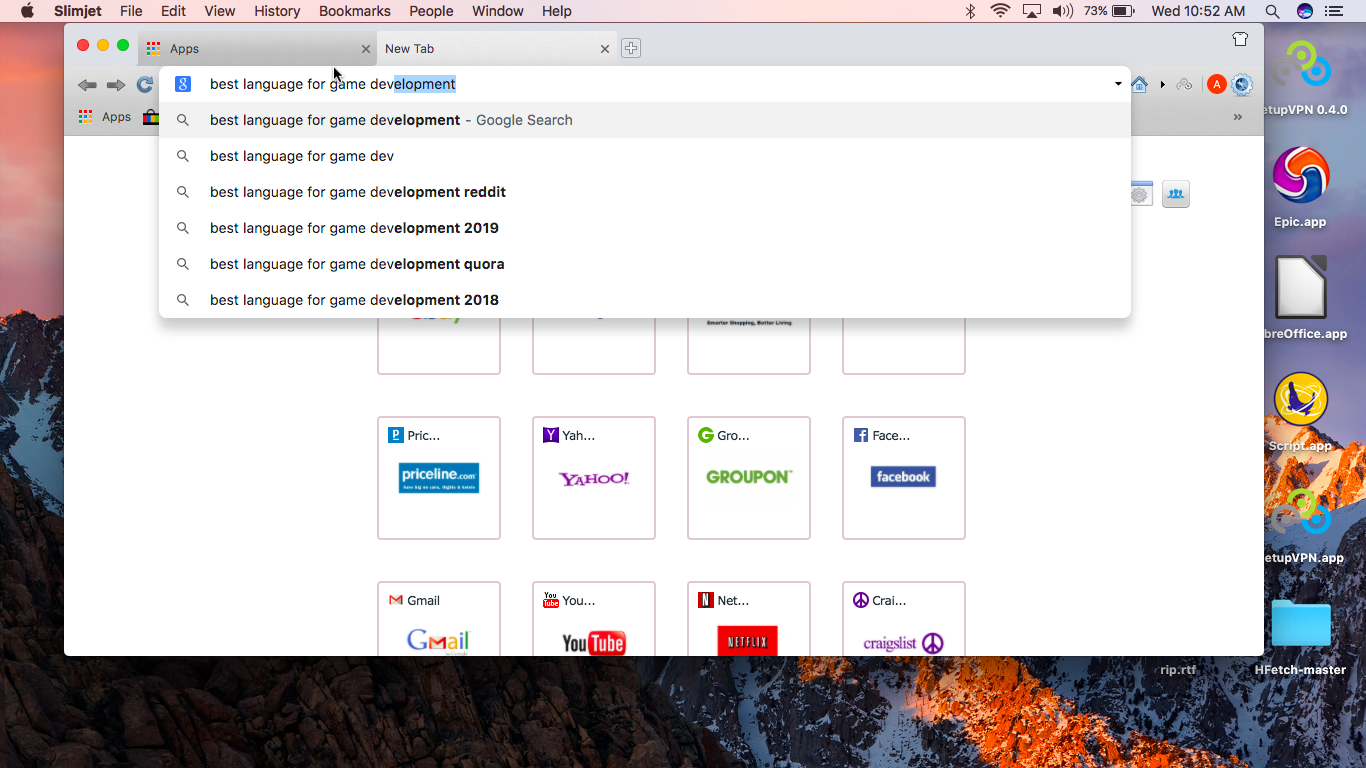 Slimjet File Edit View History Bookmarks People Window Help 73% Wed 10:52 AM
Apps New Tab
best language for game development
A
Apps »
best language for game development - Google Search
best language for game dev
best language for game development reddit
best language for game development 2019
best language for game development quora
best language for game development 2018
Smarter Shopping, Better Living
Pric... Yah... Gro... Face...
priceline.com YAHOO! GROUPON facebook
Gmail You... Net... Crai...
Gmail YouTube NETFLIX craigslist
etupVPN 0.4.0
Epic.app
breOffice.app
Script.app
etupVPN.app
rip.rtf HFetch-master